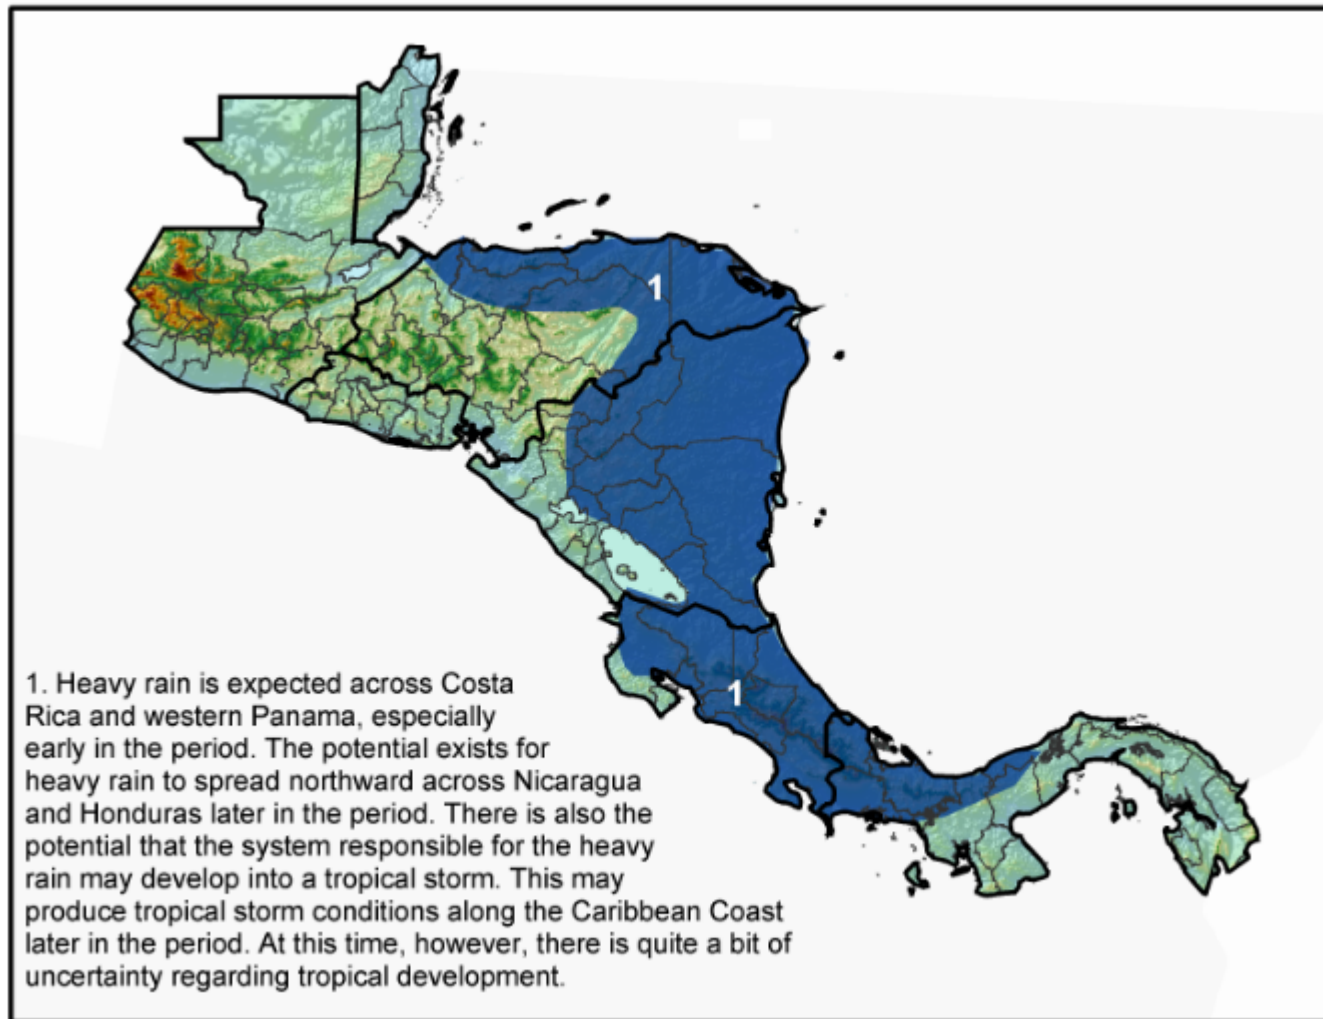 1
1
1. Heavy rain is expected across Costa
Rica and western Panama, especially
early in the period. The potential exists for
heavy rain to spread northward across Nicaragua
and Honduras later in the period. There is also the
potential that the system responsible for the heavy
rain may develop into a tropical storm. This may
produce tropical storm conditions along the Caribbean Coast
later in the period. At this time, however, there is quite a bit of
uncertainty regarding tropical development.